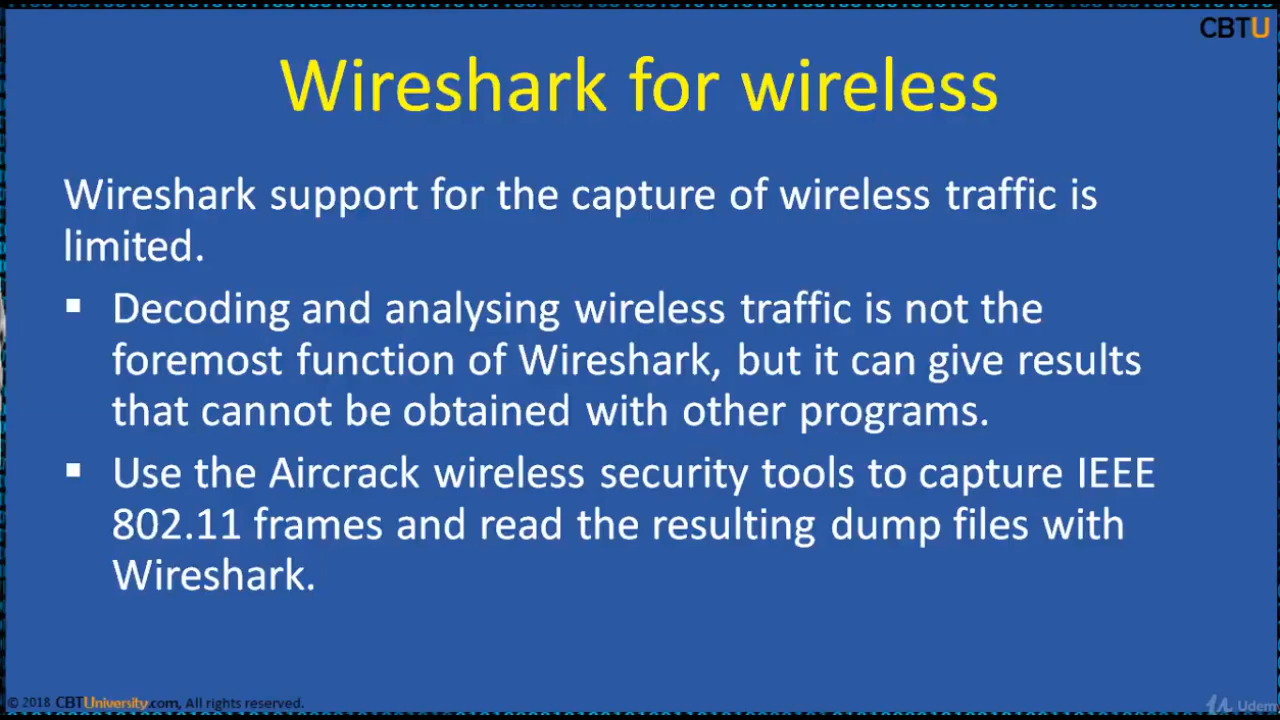 CBTU
Wireshark for wireless
Wireshark support for the capture of wireless traffic is
limited.
▪ Decoding and analysing wireless traffic is not the
foremost function of Wireshark, but it can give results
that cannot be obtained with other programs.
▪ Use the Aircrack wireless security tools to capture IEEE
802.11 frames and read the resulting dump files with
Wireshark.
© 2018 CBTUniversity.com, All rights reserved.